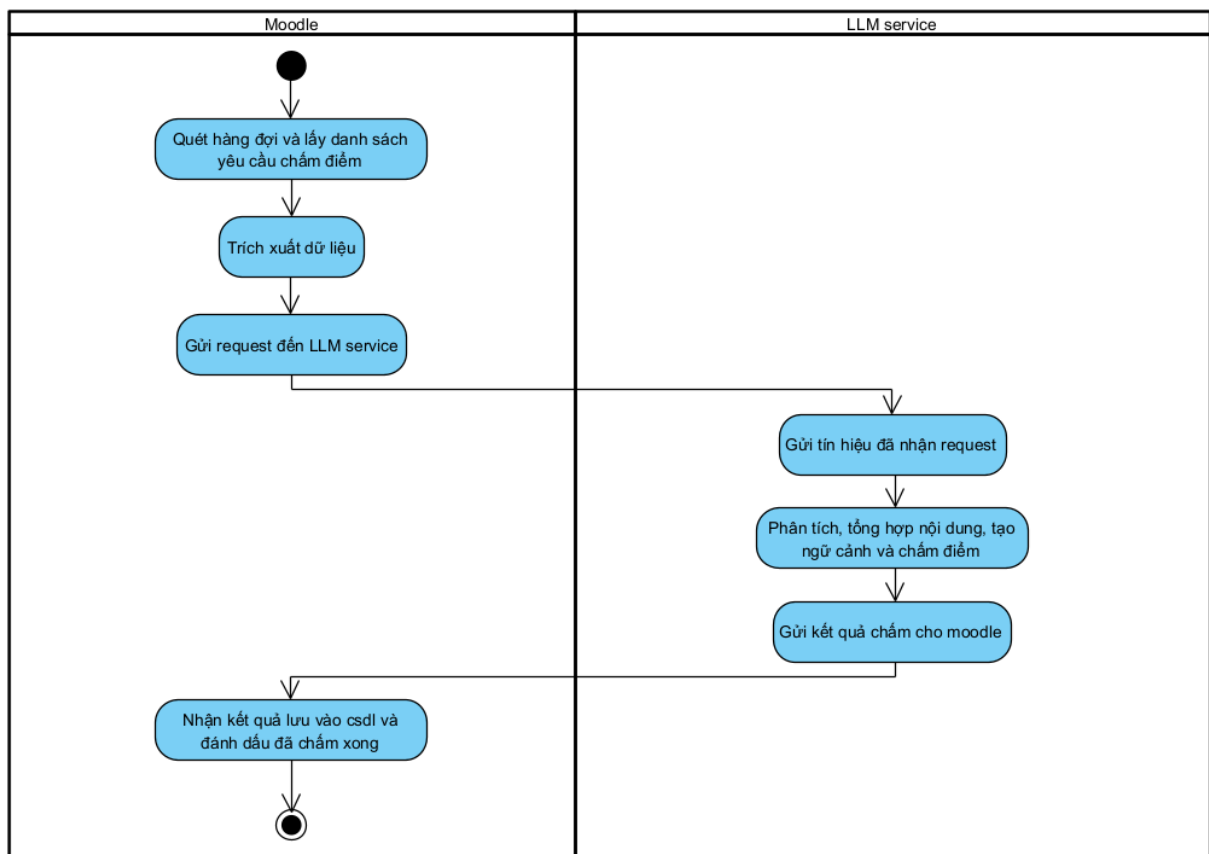 Moodle
LLM service
Quét hàng đợi và lấy danh sách
yêu cầu chấm điểm
Trích xuất dữ liệu
Gửi request đến LLM service
Gửi tín hiệu đã nhận request
Phân tích, tổng hợp nội dung, tạo
ngữ cảnh và chấm điểm
Gửi kết quả chấm cho moodle
Nhận kết quả lưu vào csdl và
đánh dấu đã chấm xong